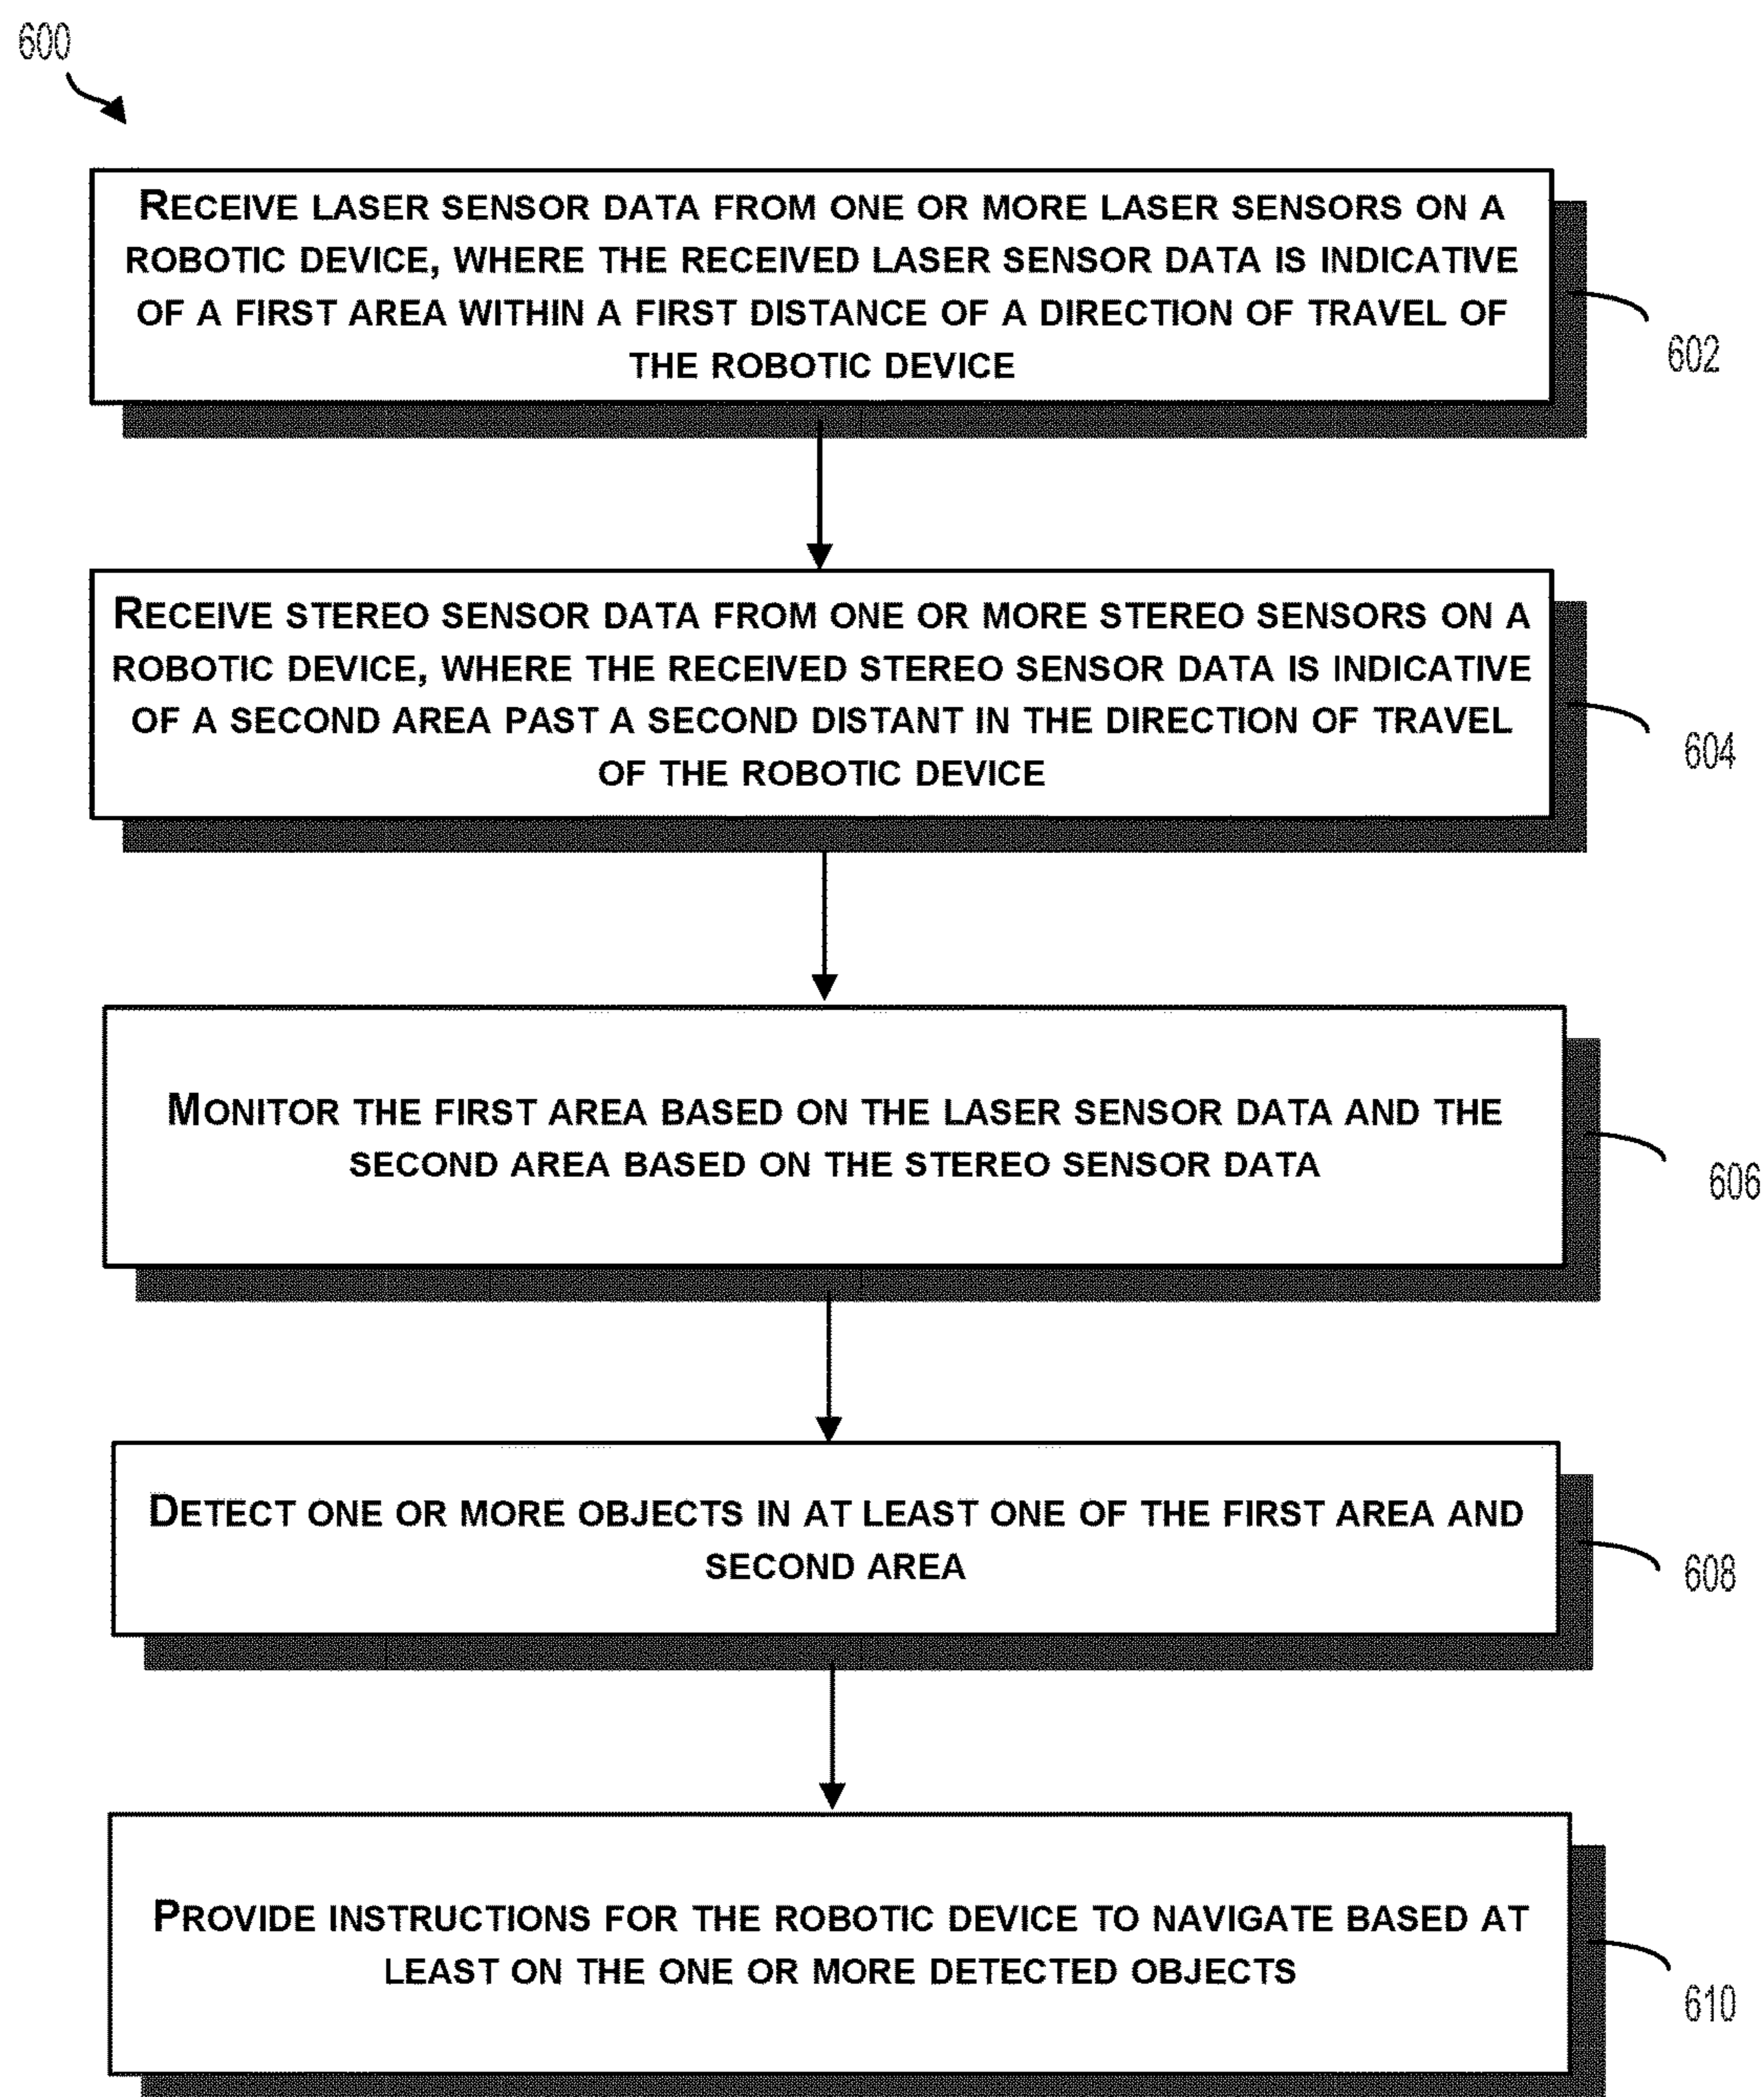 600
RECEIVE LASER SENSOR DATA FROM ONE OR MORE LASER SENSORS ON A
ROBOTIC DEVICE, WHERE THE RECEIVED LASER SENSOR DATA IS INDICATIVE
OF A FIRST AREA WITHIN A FIRST DISTANCE OF A DIRECTION OF TRAVEL OF
THE ROBOTIC DEVICE
602
RECEIVE STEREO SENSOR DATA FROM ONE OR MORE STEREO SENSORS ON A
ROBOTIC DEVICE, WHERE THE RECEIVED STEREO SENSOR DATA IS INDICATIVE
OF A SECOND AREA PAST A SECOND DISTANT IN THE DIRECTION OF TRAVEL
OF THE ROBOTIC DEVICE
604
MONITOR THE FIRST AREA BASED ON THE LASER SENSOR DATA AND THE
SECOND AREA BASED ON THE STEREO SENSOR DATA
606
DETECT ONE OR MORE OBJECTS IN AT LEAST ONE OF THE FIRST AREA AND
SECOND AREA
608
PROVIDE INSTRUCTIONS FOR THE ROBOTIC DEVICE TO NAVIGATE BASED AT
LEAST ON THE ONE OR MORE DETECTED OBJECTS
610